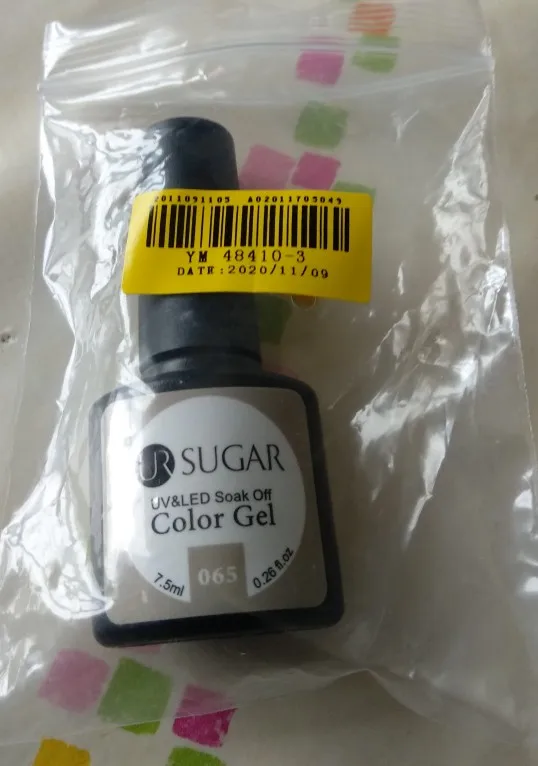 2011091105 A02011703049
YM 48410-3
DATE:2020/11/09
UR SUGAR
UV&LED Soak Off
Color Gel
065
7.5ml
0.26 fl.oz